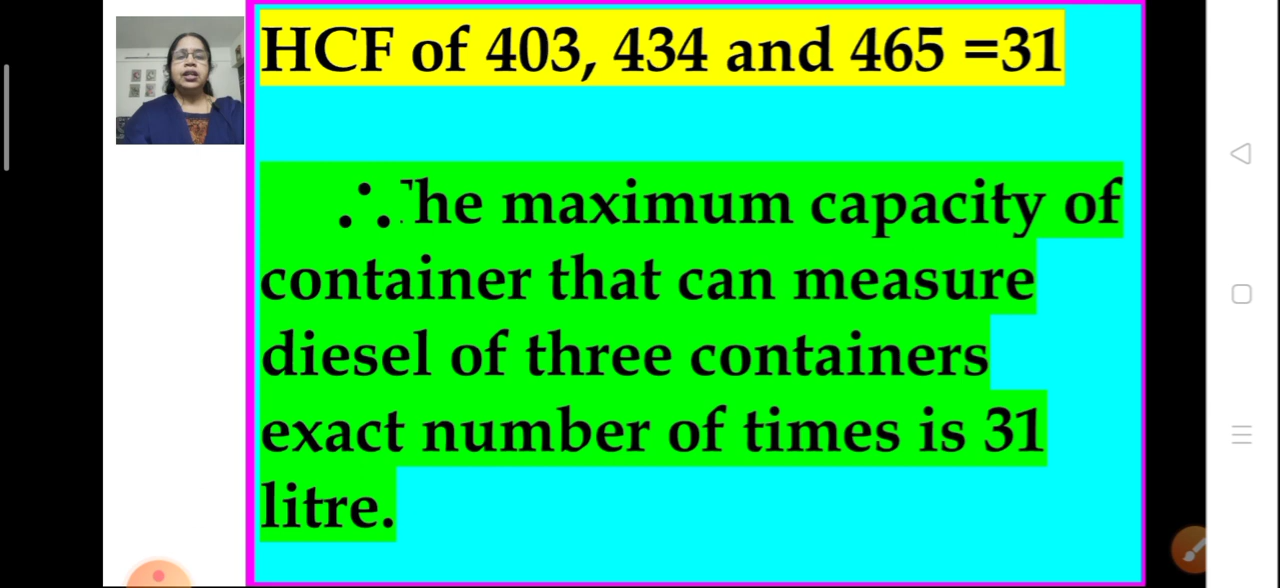 HCF of 403, 434 and 465 =31
∴ The maximum capacity of
container that can measure
diesel of three containers
exact number of times is 31
litre.